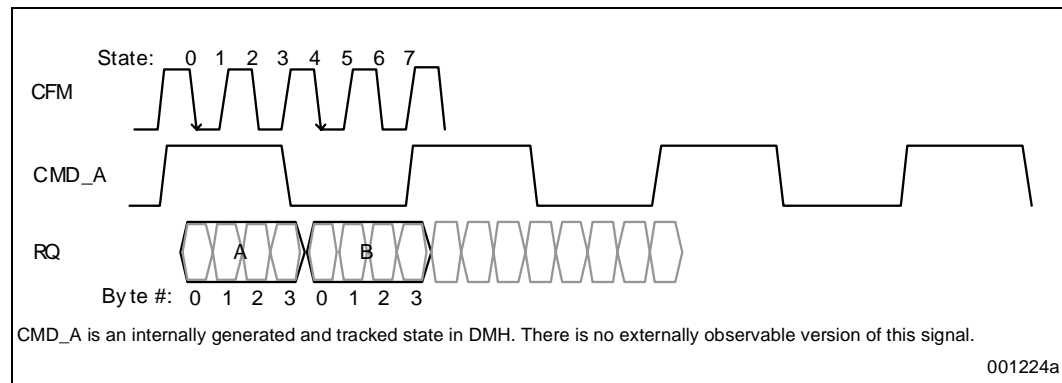 State: 0 1 2 3 4 5 6 7
CFM
CMD_A
RQ A B
Byte #: 0 1 2 3 0 1 2 3
CMD_A is an internally generated and tracked state in DMH. There is no externally observable version of this signal.
001224a